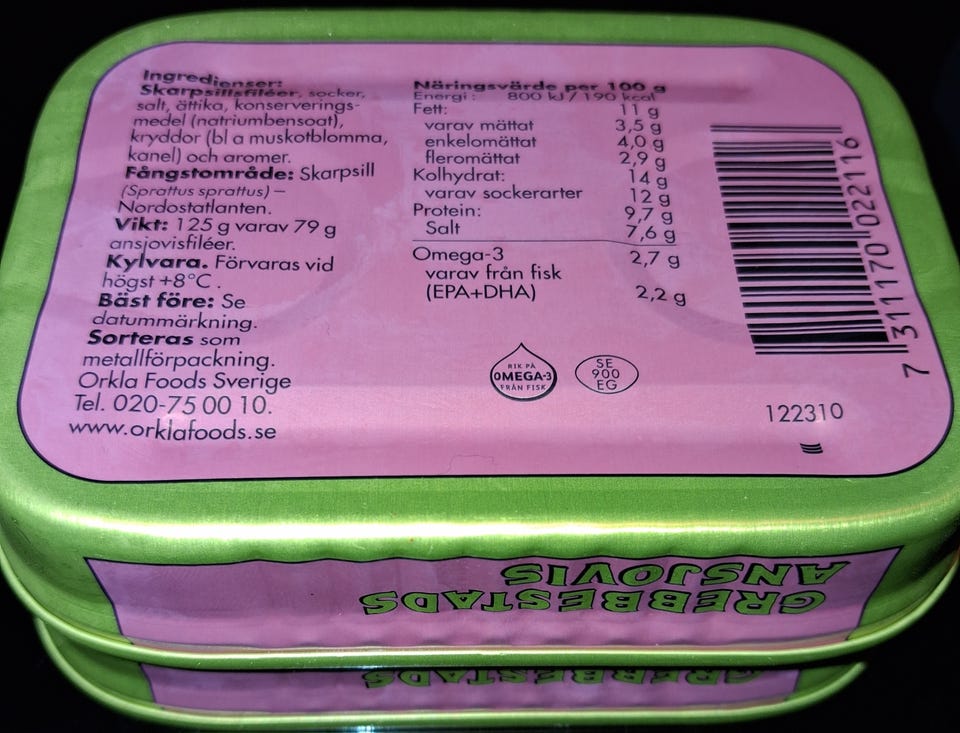 Ingredienser:
Skarpsillsfiléer, socker,
salt, ättika, konserverings-
medel (natriumbensoat),
kryddor (bl a muskotblomma,
kanel) och aromer.
Fångstområde: Skarpsill
(Sprattus sprattus) –
Nordostatlanten.
Vikt: 125 g varav 79 g
ansjovisfiléer.
Kylvara. Förvaras vid
högst +8°C.
Bäst före: Se
datummärkning.
Sorteras som
metallförpackning.
Orkla Foods Sverige
Tel. 020-75 00 10.
www.orklafoods.se
Näringsvärde per 100 g
Energi: 800 kJ / 190 kcal
Fett: 11 g
varav mättat 3,5 g
enkelomättat 4,0 g
fleromättat 2,9 g
Kolhydrat: 14 g
varav sockerarter 12 g
Protein: 9,7 g
Salt 7,6 g
Omega-3 2,7 g
varav från fisk
(EPA+DHA) 2,2 g
RIK PÅ
OMEGA-3
FRÅN FISK
SE
900
EG
7 311170 022116
122310
GREBBESTADS
ANSJOVIS
GREBBESTADS